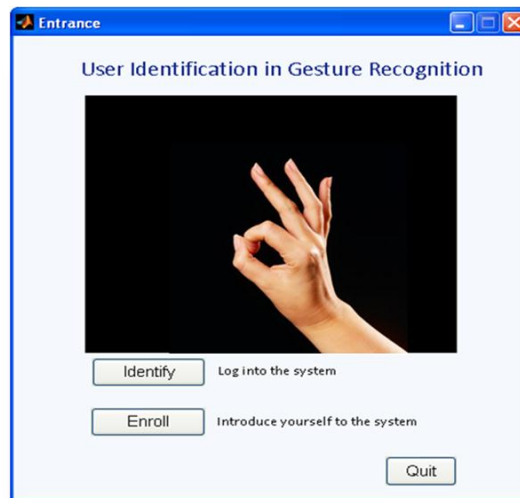 Entrance
User Identification in Gesture Recognition
Identify Log into the system
Enroll Introduce yourself to the system
Quit